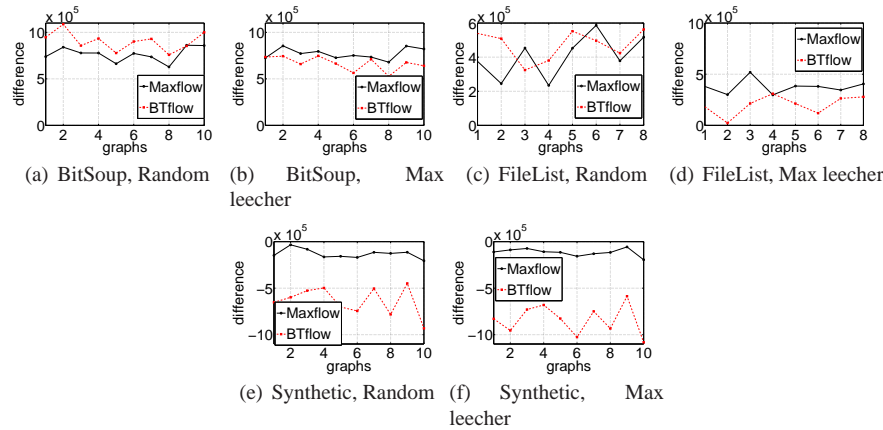 x 10^5
x 10^5
x 10^5
x 10^5
difference
10
5
0
Maxflow
BTflow
2 4 6 8 10
graphs
10
5
0
Maxflow
BTflow
2 4 6 8 10
graphs
difference
6
4
2
0
Maxflow
BTflow
1 2 3 4 5 6 7 8
graphs
difference
10
5
0
Maxflow
BTflow
1 2 3 4 5 6 7 8
graphs
(a) BitSoup, Random
(b) BitSoup, Max
leecher
(c) FileList, Random
(d) FileList, Max leecher
x 10^5
x 10^5
difference
0
−5
−10
Maxflow
BTflow
2 4 6 8 10
graphs
difference
0
−5
−10
Maxflow
BTflow
2 4 6 8 10
graphs
(e) Synthetic, Random
(f) Synthetic, Max
leecher